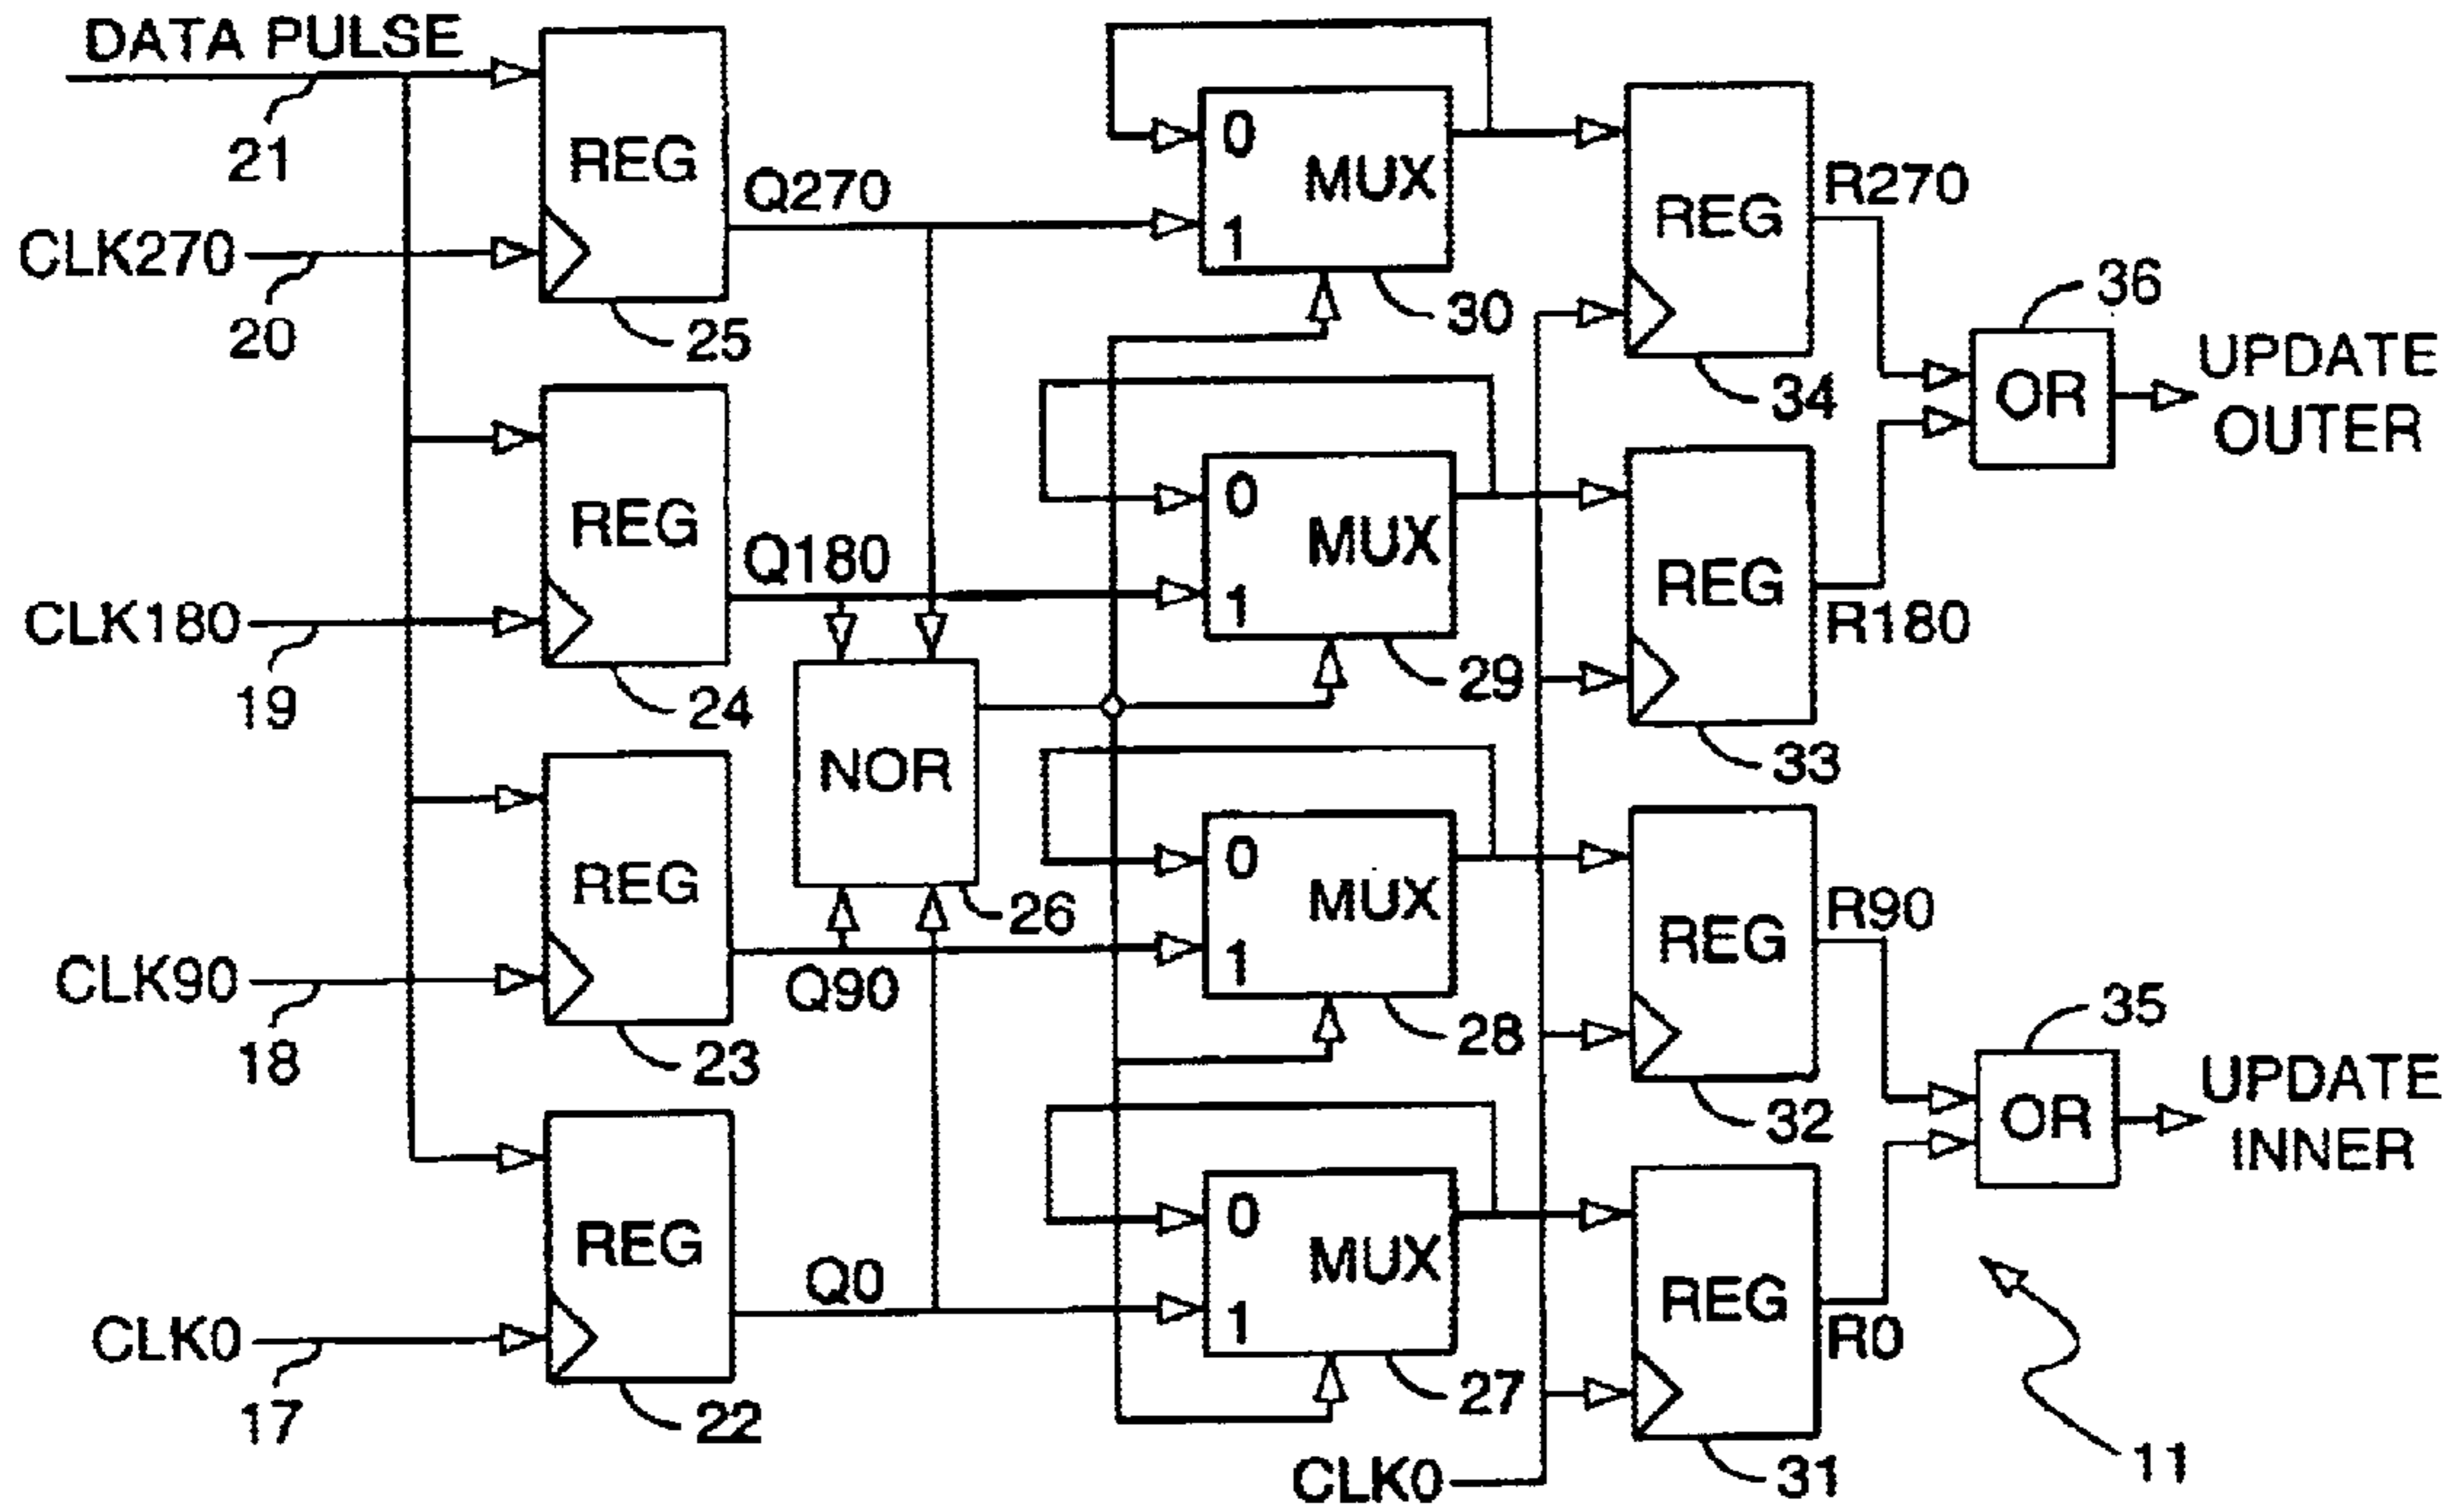 DATA PULSE
21
REG
CLK270
20
25
Q270
0
MUX
1
30
REG
R270
34
36
OR
UPDATE
OUTER
REG
CLK180
19
24
Q180
0
MUX
1
29
REG
R180
33
NOR
26
REG
CLK90
18
23
Q90
0
MUX
1
28
REG
R90
32
35
OR
UPDATE
INNER
REG
CLK0
17
22
Q0
0
MUX
1
27
REG
R0
31
CLK0
11